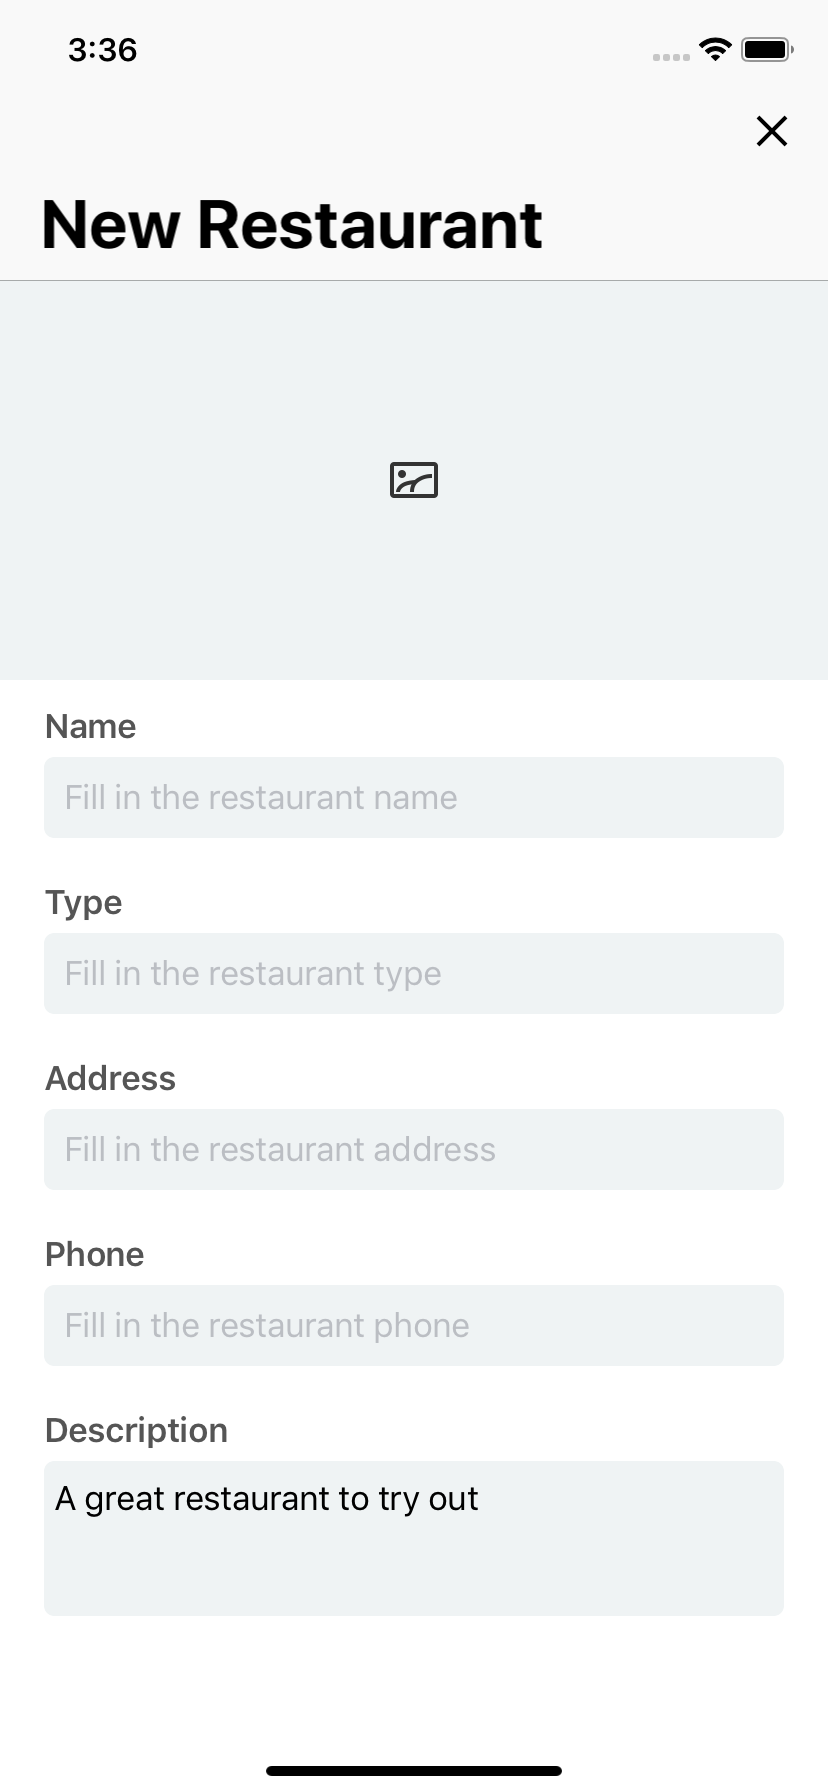 3:36
New Restaurant
Name
Fill in the restaurant name
Type
Fill in the restaurant type
Address
Fill in the restaurant address
Phone
Fill in the restaurant phone
Description
A great restaurant to try out